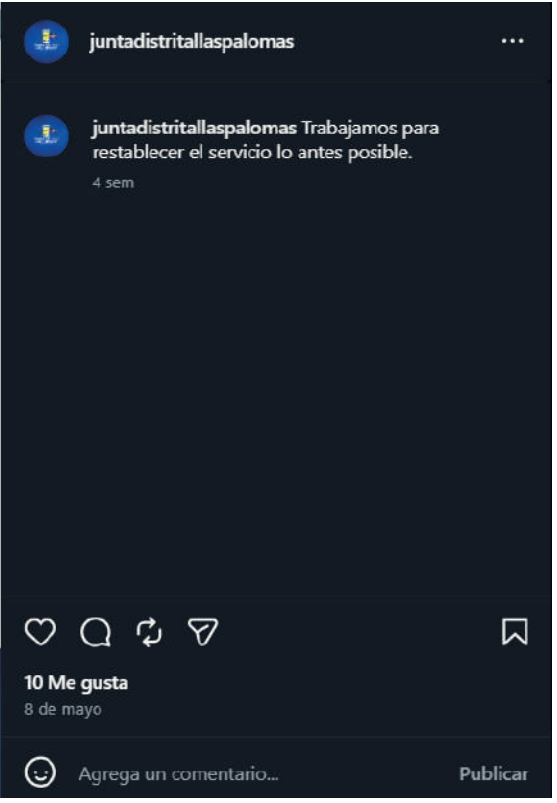 juntadistritallaspalomas
juntadistritallaspalomas Trabajamos para
restablecer el servicio lo antes posible.
4 sem
10 Me gusta
8 de mayo
Agrega un comentario...
Publicar